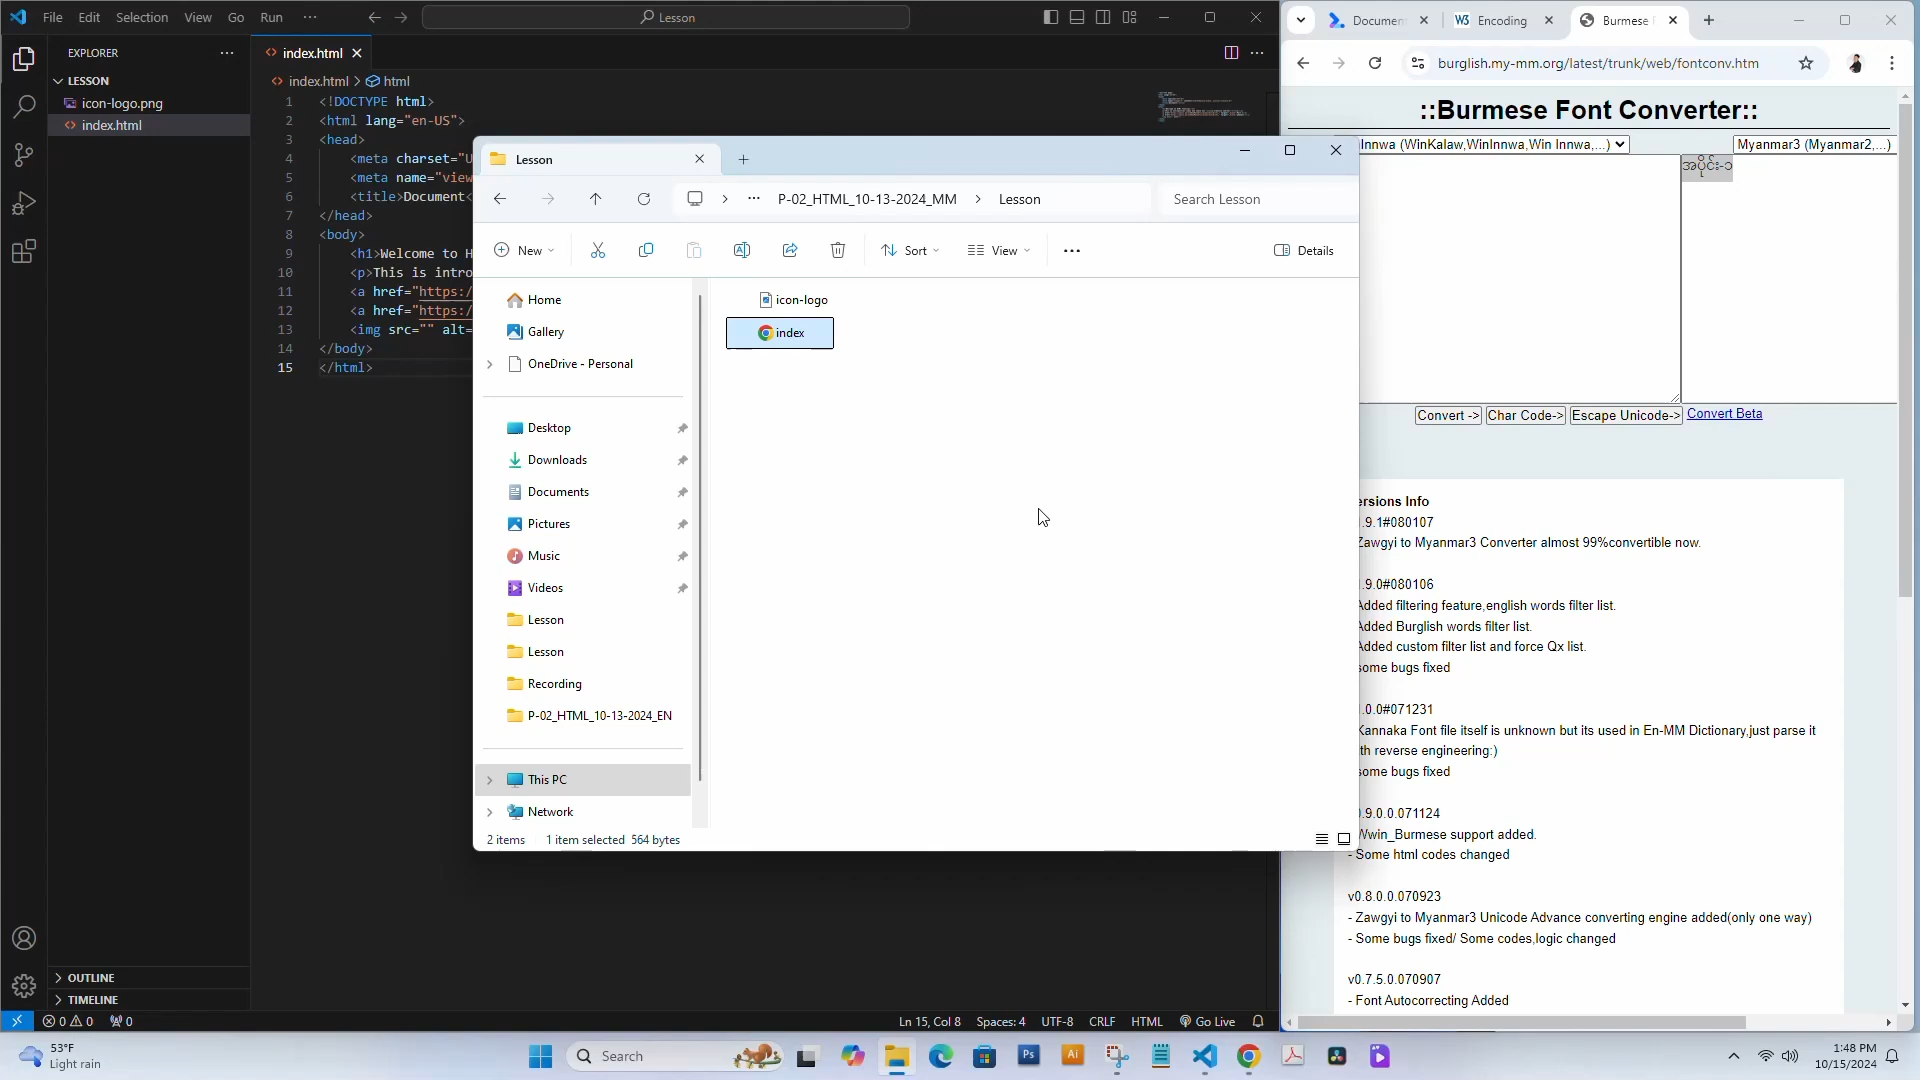 File Edit Selection View Go Run ···
Lesson
EXPLORER
LESSON
icon-logo.png
index.html
OUTLINE
TIMELINE
index.html
index.html > html
1 <!DOCTYPE html>
2 <html lang="en-US">
3 <head>
4 <meta charset="U
5 <meta name="view
6 <title>Document<
7 </head>
8 <body>
9 <h1>Welcome to H
10 <p>This is intro
11 <a href="https:/
12 <a href="https:/
13 <img src="" alt=
14 </body>
15 </html>
0 0 0
Ln 15, Col 8 Spaces: 4 UTF-8 CRLF HTML Go Live
Lesson
P-02_HTML_10-13-2024_MM > Lesson
Search Lesson
New Sort View ··· Details
Home
Gallery
OneDrive - Personal
Desktop
Downloads
Documents
Pictures
Music
Videos
Lesson
Lesson
Recording
P-02_HTML_10-13-2024_EN
This PC
Network
icon-logo
index
2 items 1 item selected 564 bytes
Documen Encoding Burmese F
burglish.my-mm.org/latest/trunk/web/fontconv.htm
::Burmese Font Converter::
Innwa (WinKalaw,WinInnwa,Win Innwa,...) Myanmar3 (Myanmar2,...)
Convert -> Char Code-> Escape Unicode-> Convert Beta
ersions Info
.9.1#080107
Zawgyi to Myanmar3 Converter almost 99%convertible now.
.9.0#080106
Added filtering feature,english words filter list.
Added Burglish words filter list.
Added custom filter list and force Qx list.
some bugs fixed
.0.0#071231
Kannaka Font file itself is unknown but its used in En-MM Dictionary,just parse it
th reverse engineering:)
some bugs fixed
.9.0.0.071124
Wwin_Burmese support added.
- Some html codes changed
v0.8.0.0.070923
- Zawgyi to Myanmar3 Unicode Advance converting engine added(only one way)
- Some bugs fixed/ Some codes,logic changed
v0.7.5.0.070907
- Font Autocorrecting Added
53°F
Light rain
Search
1:48 PM
10/15/2024